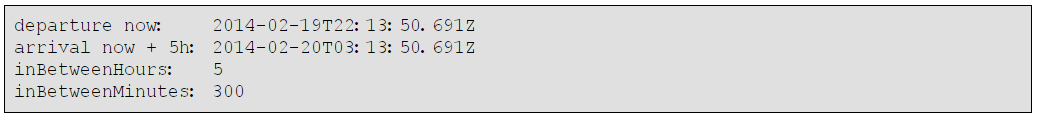 departure now: 2014-02-19T22:13:50.691Z
arrival now + 5h: 2014-02-20T03:13:50.691Z
inBetweenHours: 5
inBetweenMinutes: 300